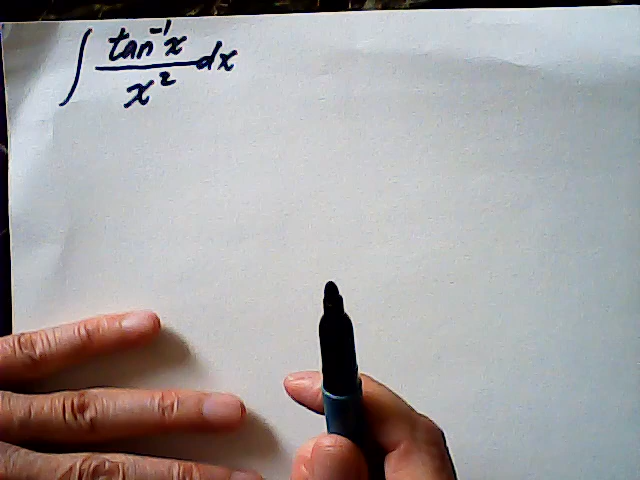 ∫ tan⁻¹x / x² dx